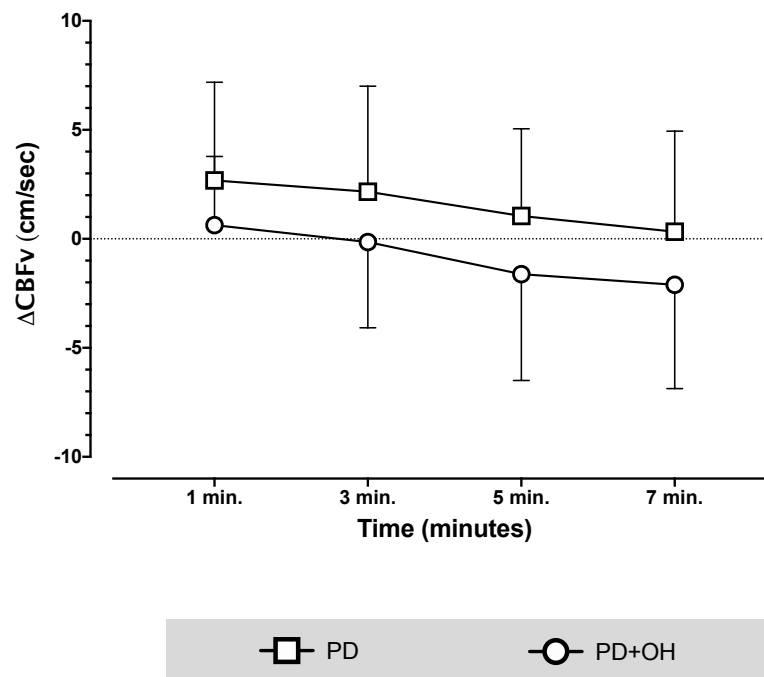 10
5
0
-5
-10
ΔCBFv (cm/sec)
1 min. 3 min. 5 min. 7 min.
Time (minutes)
PD PD+OH